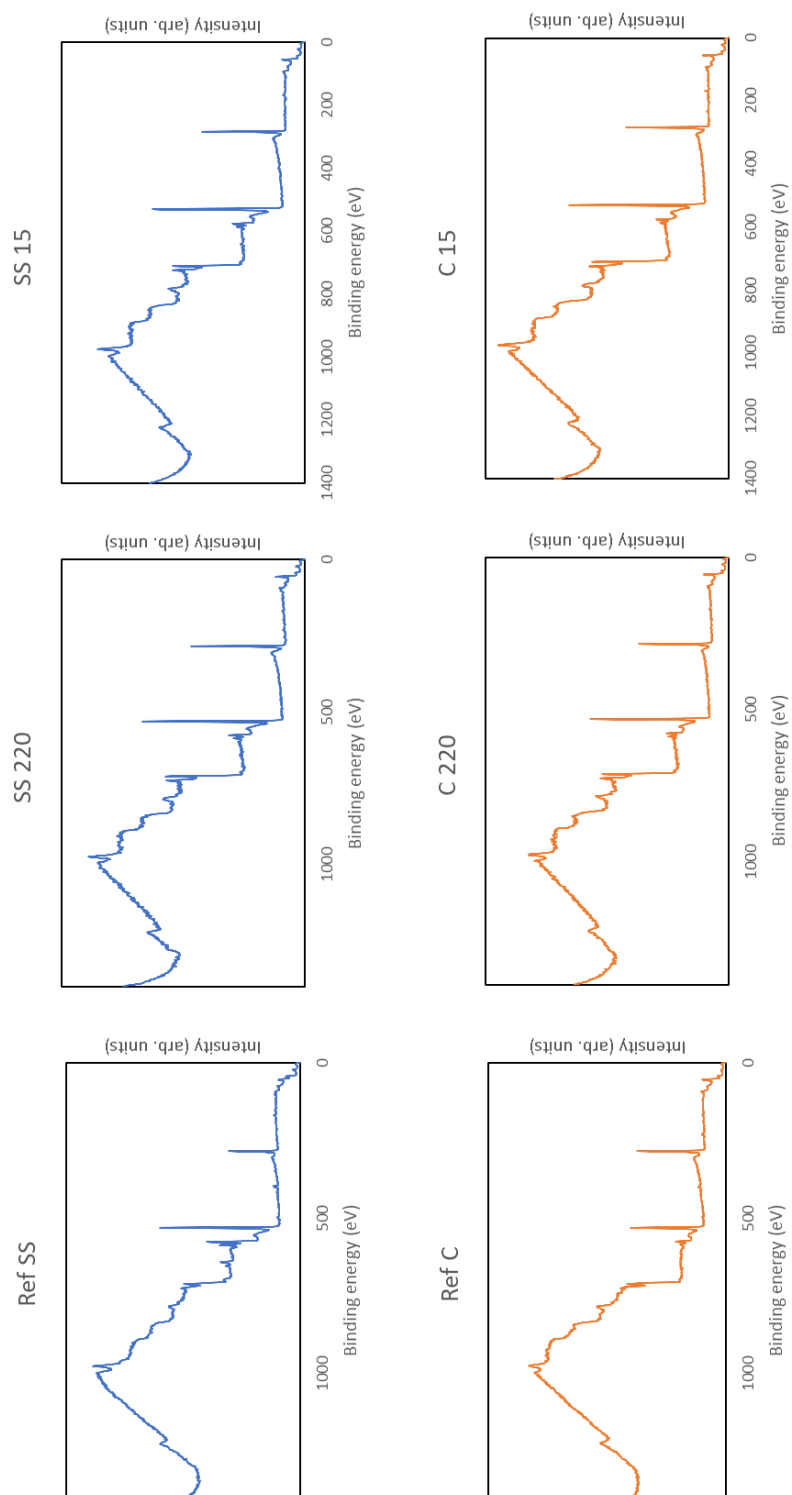 SS 15
Intensity (arb. units)
0
200
400
600
800
1000
1200
1400
Binding energy (eV)
C 15
Intensity (arb. units)
0
200
400
600
800
1000
1200
1400
Binding energy (eV)
SS 220
Intensity (arb. units)
0
500
1000
Binding energy (eV)
C 220
Intensity (arb. units)
0
500
1000
Binding energy (eV)
Ref SS
Intensity (arb. units)
0
500
1000
Binding energy (eV)
Ref C
Intensity (arb. units)
0
500
1000
Binding energy (eV)